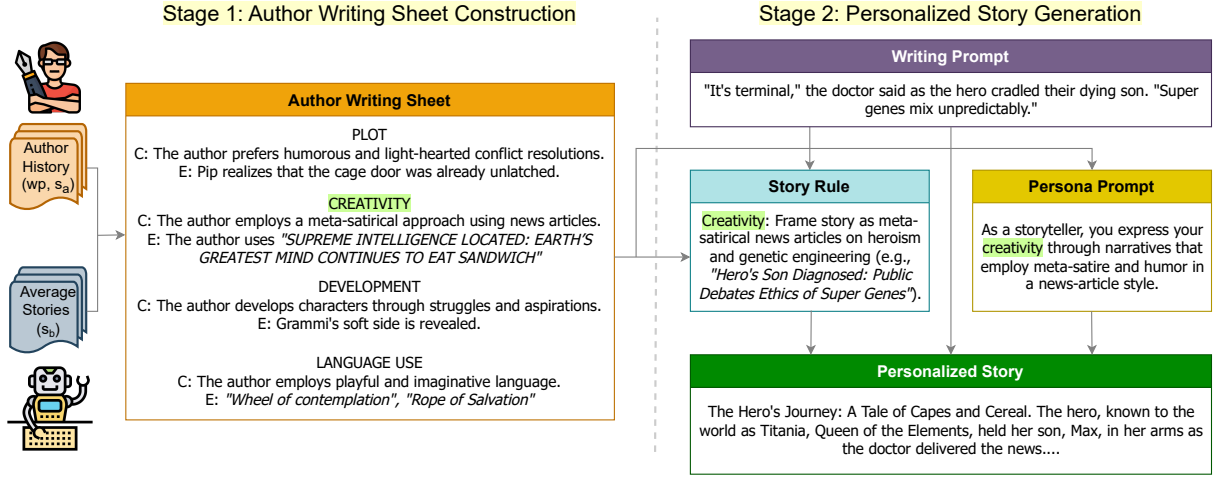 Stage 1: Author Writing Sheet Construction
Author
History
(wp, s_a)
Average
Stories
(s_b)
Author Writing Sheet
PLOT
C: The author prefers humorous and light-hearted conflict resolutions.
E: Pip realizes that the cage door was already unlatched.
CREATIVITY
C: The author employs a meta-satirical approach using news articles.
E: The author uses "SUPREME INTELLIGENCE LOCATED: EARTH'S
GREATEST MIND CONTINUES TO EAT SANDWICH"
DEVELOPMENT
C: The author develops characters through struggles and aspirations.
E: Grammi's soft side is revealed.
LANGUAGE USE
C: The author employs playful and imaginative language.
E: "Wheel of contemplation", "Rope of Salvation"
Stage 2: Personalized Story Generation
Writing Prompt
"It's terminal," the doctor said as the hero cradled their dying son. "Super
genes mix unpredictably."
Story Rule
Creativity: Frame story as meta-
satirical news articles on heroism
and genetic engineering (e.g.,
"Hero's Son Diagnosed: Public
Debates Ethics of Super Genes").
Persona Prompt
As a storyteller, you express your
creativity through narratives that
employ meta-satire and humor in
a news-article style.
Personalized Story
The Hero's Journey: A Tale of Capes and Cereal. The hero, known to the
world as Titania, Queen of the Elements, held her son, Max, in her arms as
the doctor delivered the news....